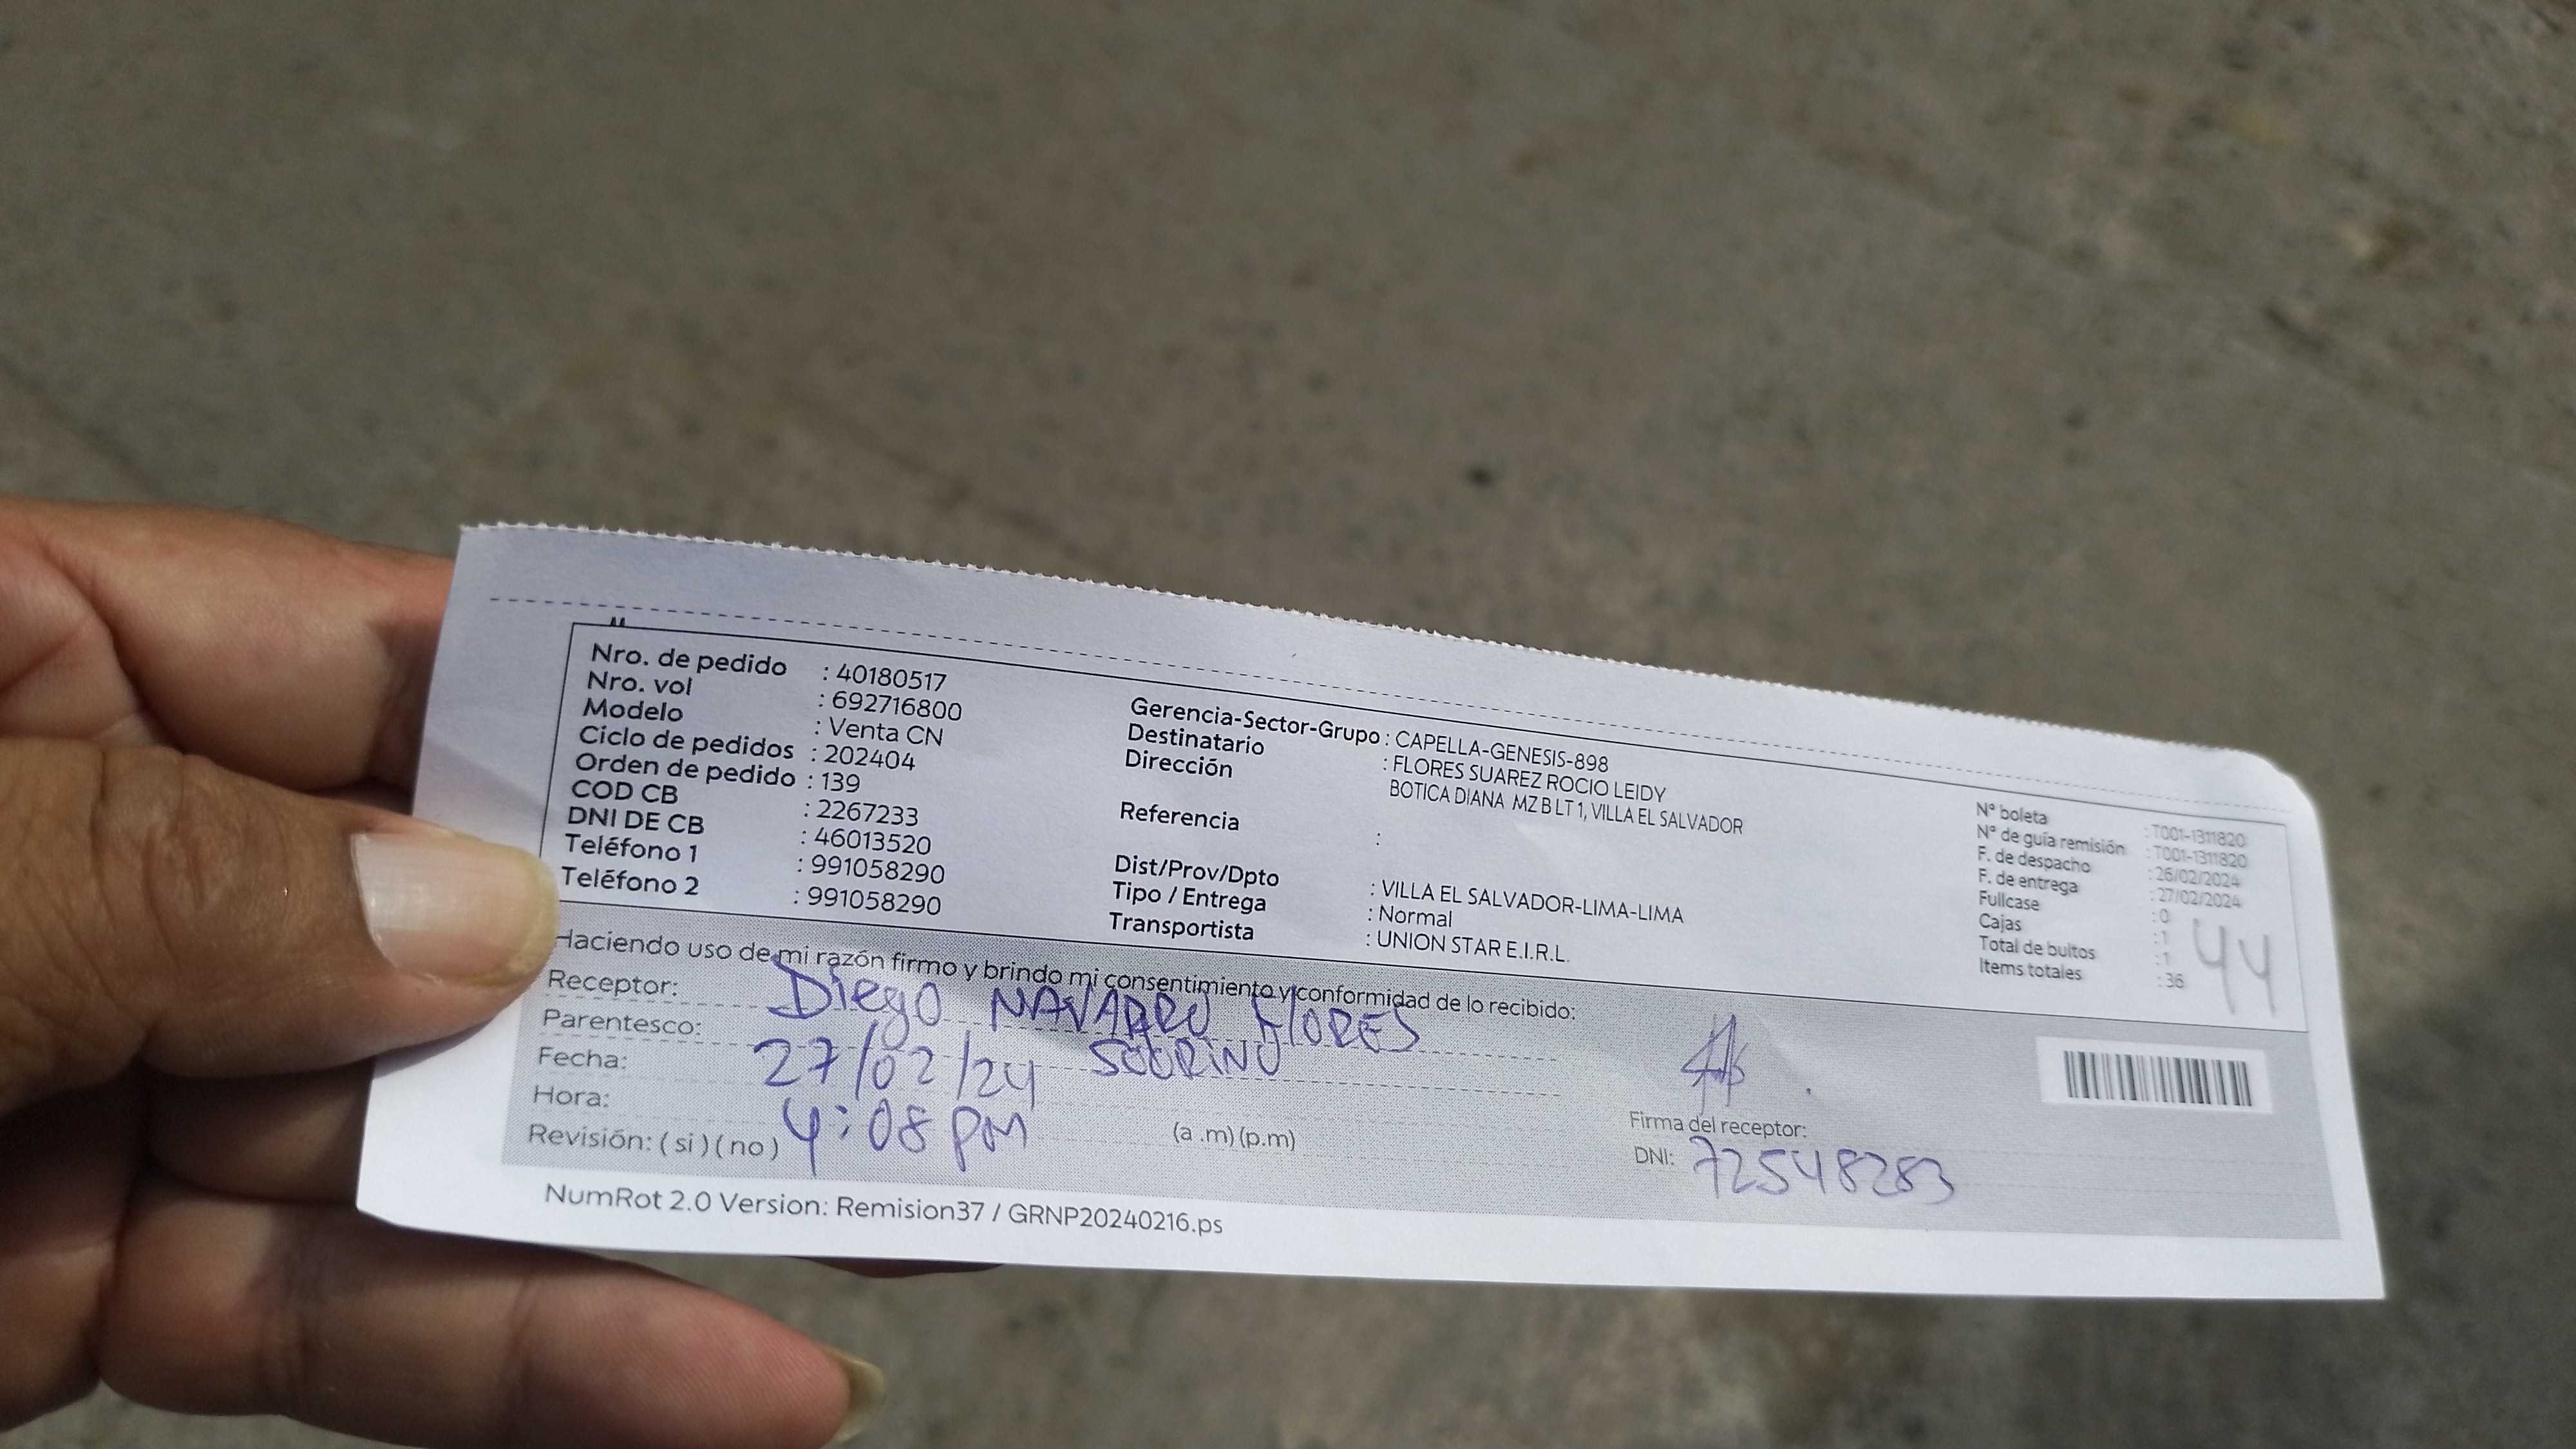 Nro. de pedido : 40180517
Nro. vol : 692716800
Modelo : Venta CN
Ciclo de pedidos : 202404
Orden de pedido : 139
COD CB : 2267233
DNI DE CB : 46013520
Teléfono 1 : 991058290
Teléfono 2 : 991058290
Gerencia-Sector-Grupo : CAPELLA-GENESIS-898
Destinatario : FLORES SUAREZ ROCIO LEIDY
Dirección BOTICA DIANA MZ B LT 1, VILLA EL SALVADOR
Referencia :
Dist/Prov/Dpto : VILLA EL SALVADOR-LIMA-LIMA
Tipo / Entrega : Normal
Transportista : UNION STAR E.I.R.L.
N° boleta : T001-1311820
N° de guía remisión : T001-1311820
F. de despacho : 26/02/2024
F. de entrega : 27/02/2024
Fullcase : 0
Cajas : 1
Total de bultos : 1
Items totales : 36
44
Haciendo uso de mi razón firmo y brindo mi consentimiento y conformidad de lo recibido:
Receptor: Diego NAVARRO FLORES
Parentesco: SOBRINO
Fecha: 27/02/24
Hora: 4:08 pm (a .m) (p.m)
Revisión: ( si ) ( no )
Firma del receptor:
DNI: 72548283
NumRot 2.0 Version: Remision37 / GRNP20240216.ps